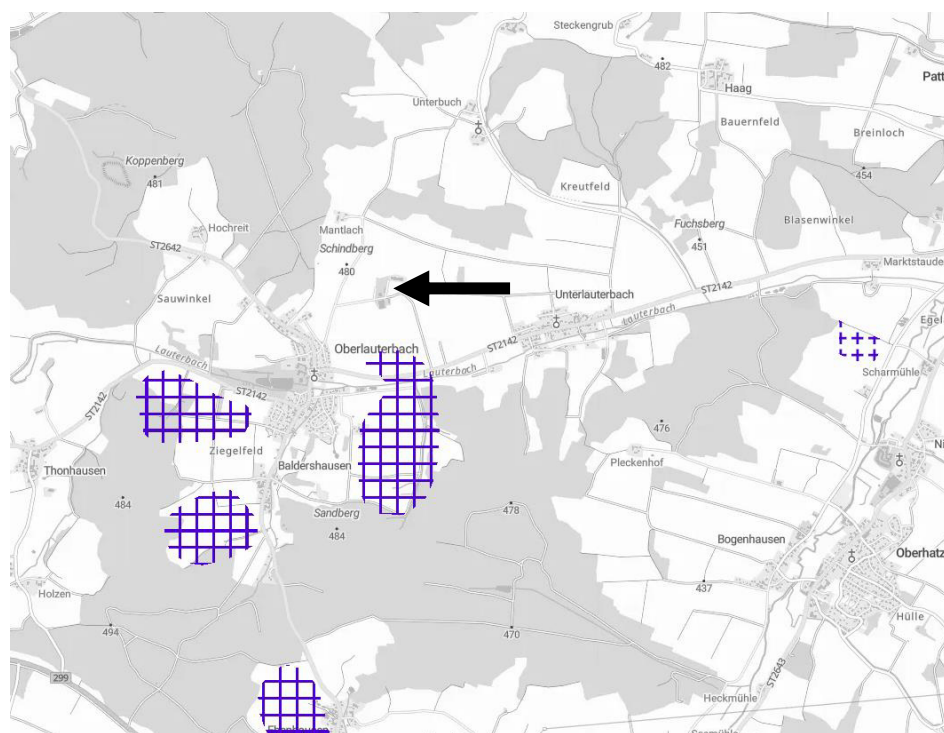 Steckengrub
482
Haag
Patt
Unterbuch
Bauernfeld
Breinloch
Koppenberg
481
454
Kreutfeld
Mantlach
Hochreit
Fuchsberg
451
Blasenwinkel
Schindberg
ST2642
480
Marktstaude
ST2142
Sauwinkel
Unterlauterbach
Lauterbach
Egel
Oberlauterbach
ST2142
Lauterbach
Lauterbach
Scharmühle
ST2142
ST2142
476
Ziegelfeld
Ni
Thonhausen
Baldershausen
Pleckenhof
484
Sandberg
478
484
Bogenhausen
Oberhatz
Holzen
437
494
470
Hülle
299
ST2643
Heckmühle